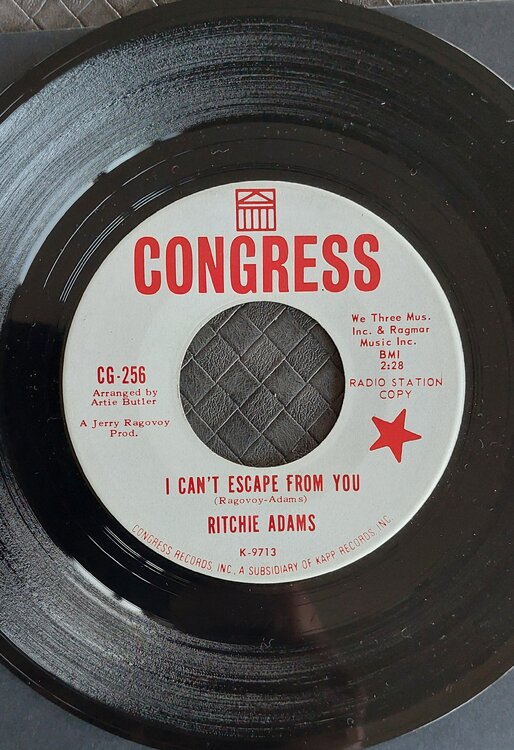 CONGRESS
We Three Mus.
Inc. & Ragmar
Music Inc.
BMI
2:28
RADIO STATION
COPY
CG-256
Arranged by
Artie Butler
A Jerry Ragovoy
Prod.
I CAN'T ESCAPE FROM YOU
(Ragovoy-Adams)
RITCHIE ADAMS
K-9713
CONGRESS RECORDS, INC., A SUBSIDIARY OF KAPP RECORDS, INC.